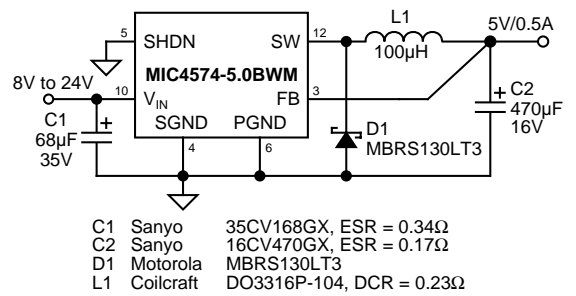 L1
5V/0.5A
5
SHDN
SW
12
100µH
MIC4574-5.0BWM
8V to 24V
10
VIN
FB
3
C2
470µF
16V
C1
68µF
35V
SGND
PGND
4
6
D1
MBRS130LT3
C1 Sanyo 35CV168GX, ESR = 0.34Ω
C2 Sanyo 16CV470GX, ESR = 0.17Ω
D1 Motorola MBRS130LT3
L1 Coilcraft DO3316P-104, DCR = 0.23Ω